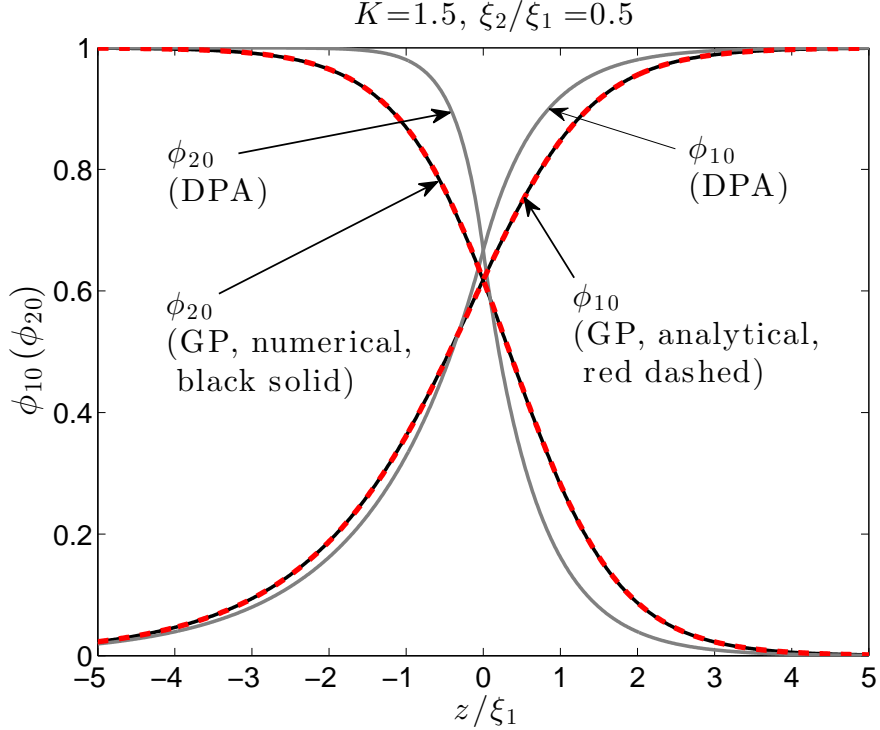 K=1.5, ξ₂/ξ₁=0.5
1
0.8
0.6
0.4
0.2
0
ϕ₁₀(ϕ₂₀)
ϕ₂₀
(DPA)
ϕ₁₀
(DPA)
ϕ₂₀
(GP, numerical,
black solid)
ϕ₁₀
(GP, analytical,
red dashed)
−5 −4 −3 −2 −1 0 1 2 3 4 5
z/ξ₁